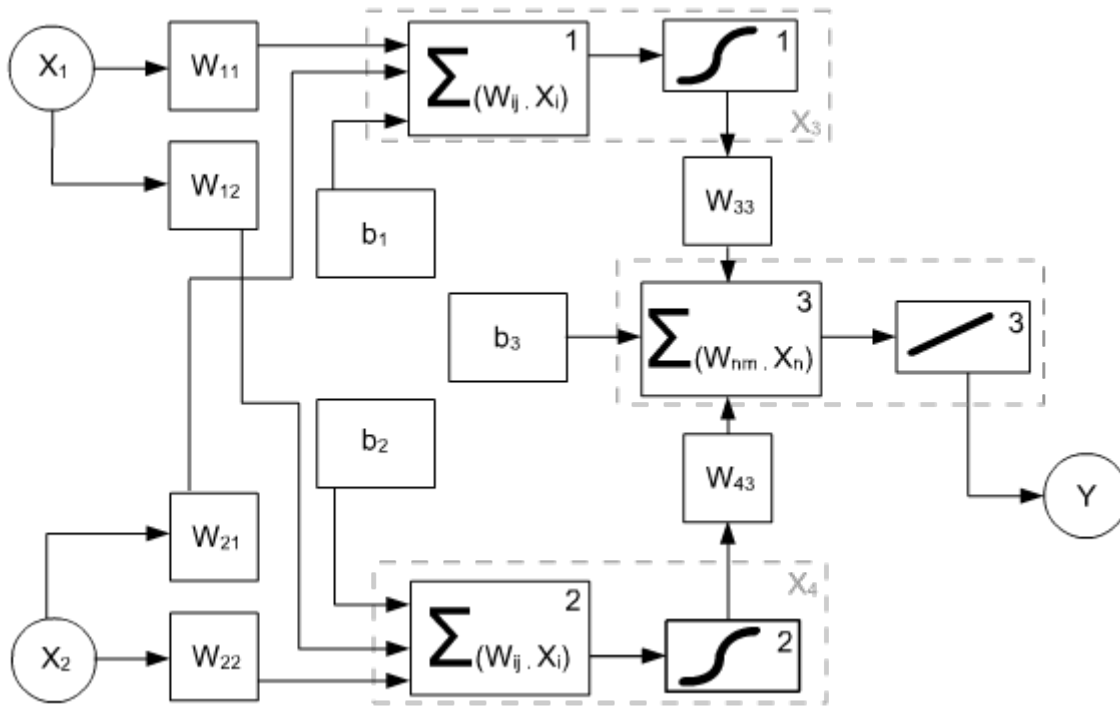 X₁
W₁₁
1
∑(Wᵢⱼ . Xᵢ)
1
X₃
W₁₂
b₁
W₃₃
3
∑(Wₙₘ . Xₙ)
3
b₃
b₂
W₄₃
Y
W₂₁
X₂
W₂₂
2
∑(Wᵢⱼ . Xᵢ)
X₄
2